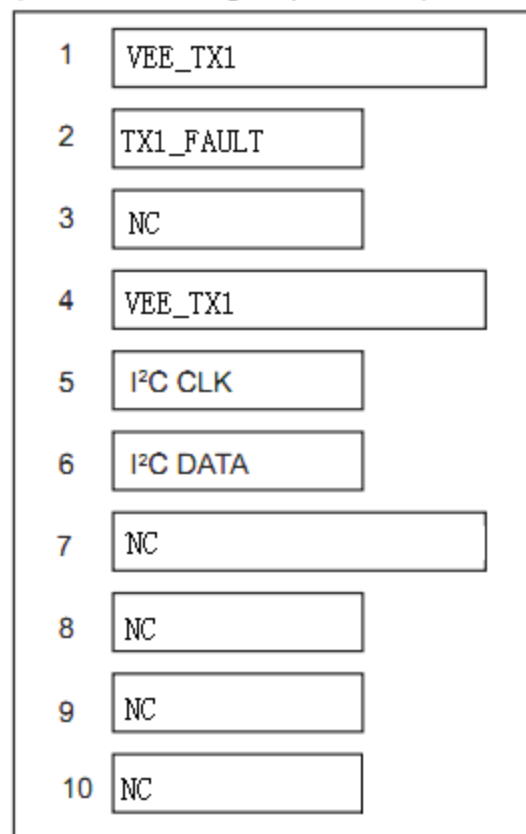 1 VEE_TX1
2 TX1_FAULT
3 NC
4 VEE_TX1
5 I²C CLK
6 I²C DATA
7 NC
8 NC
9 NC
10 NC